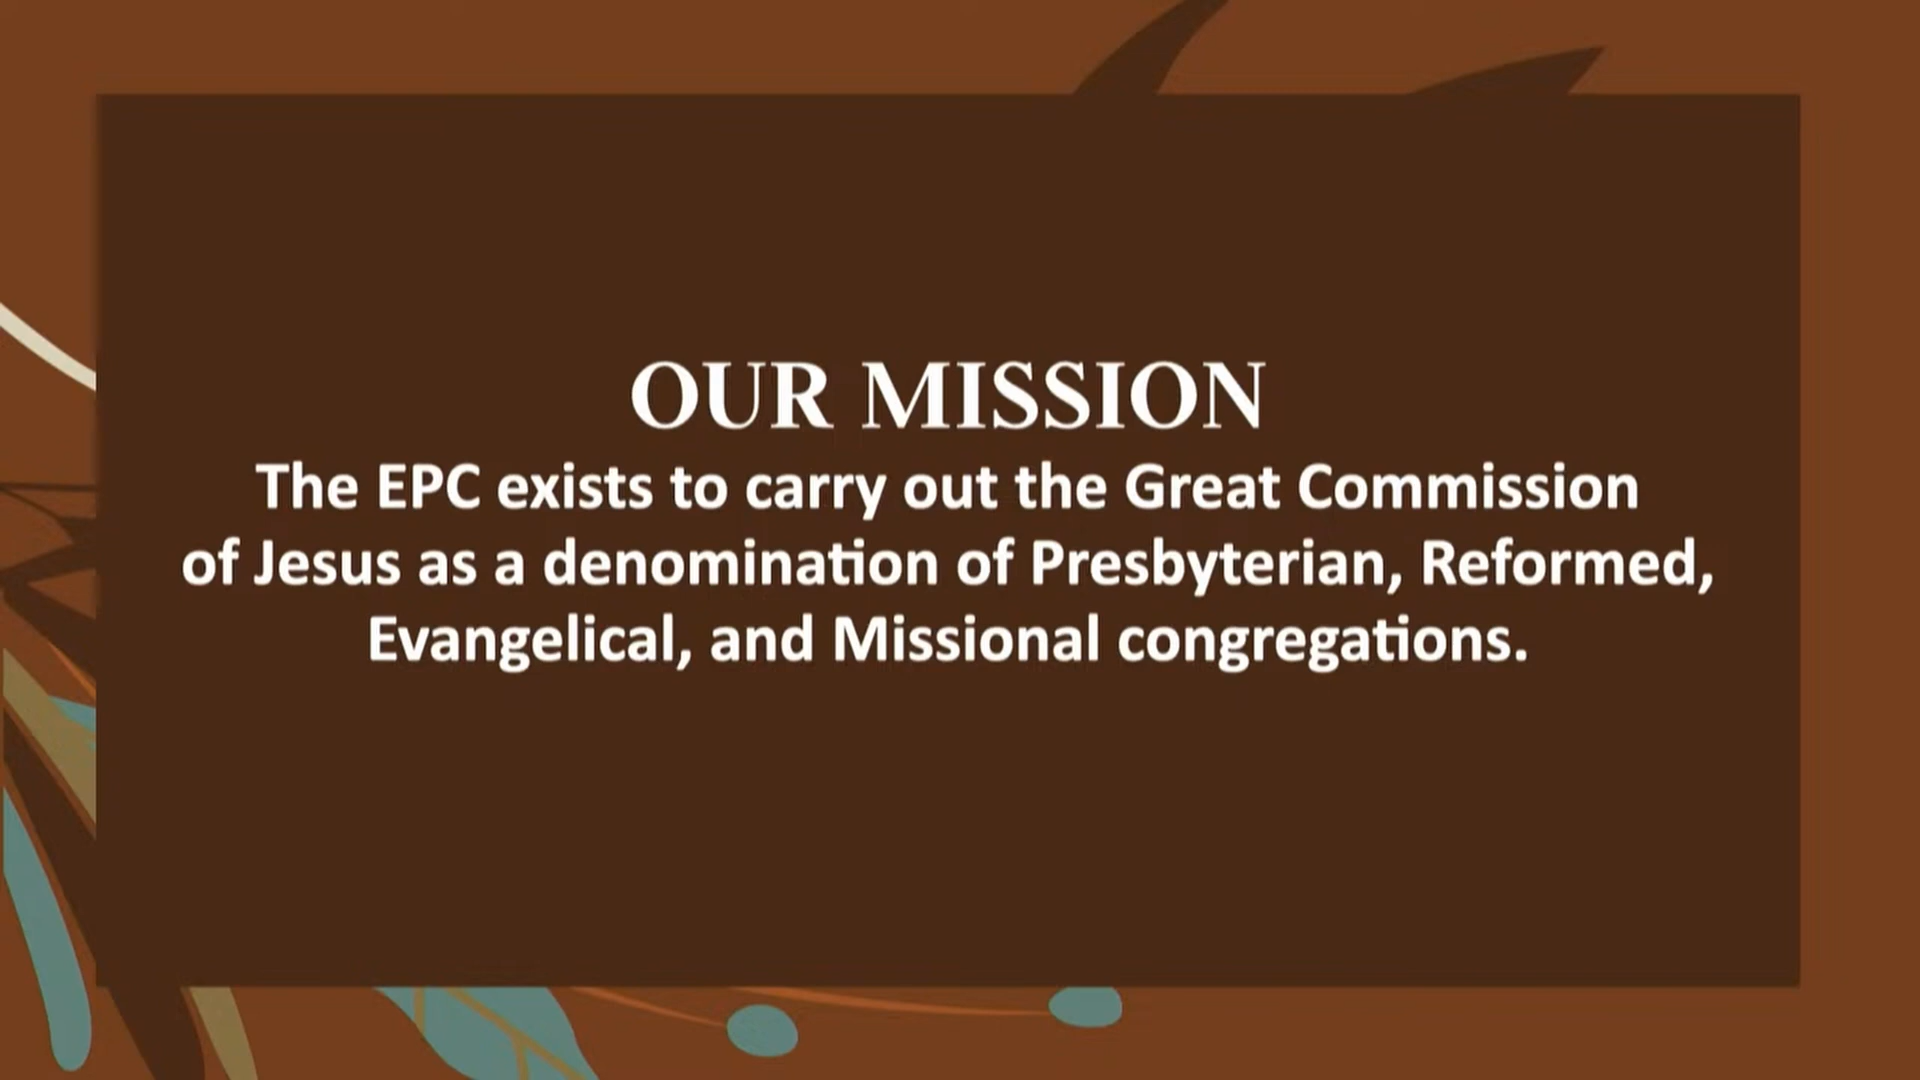 OUR MISSION
The EPC exists to carry out the Great Commission
of Jesus as a denomination of Presbyterian, Reformed,
Evangelical, and Missional congregations.